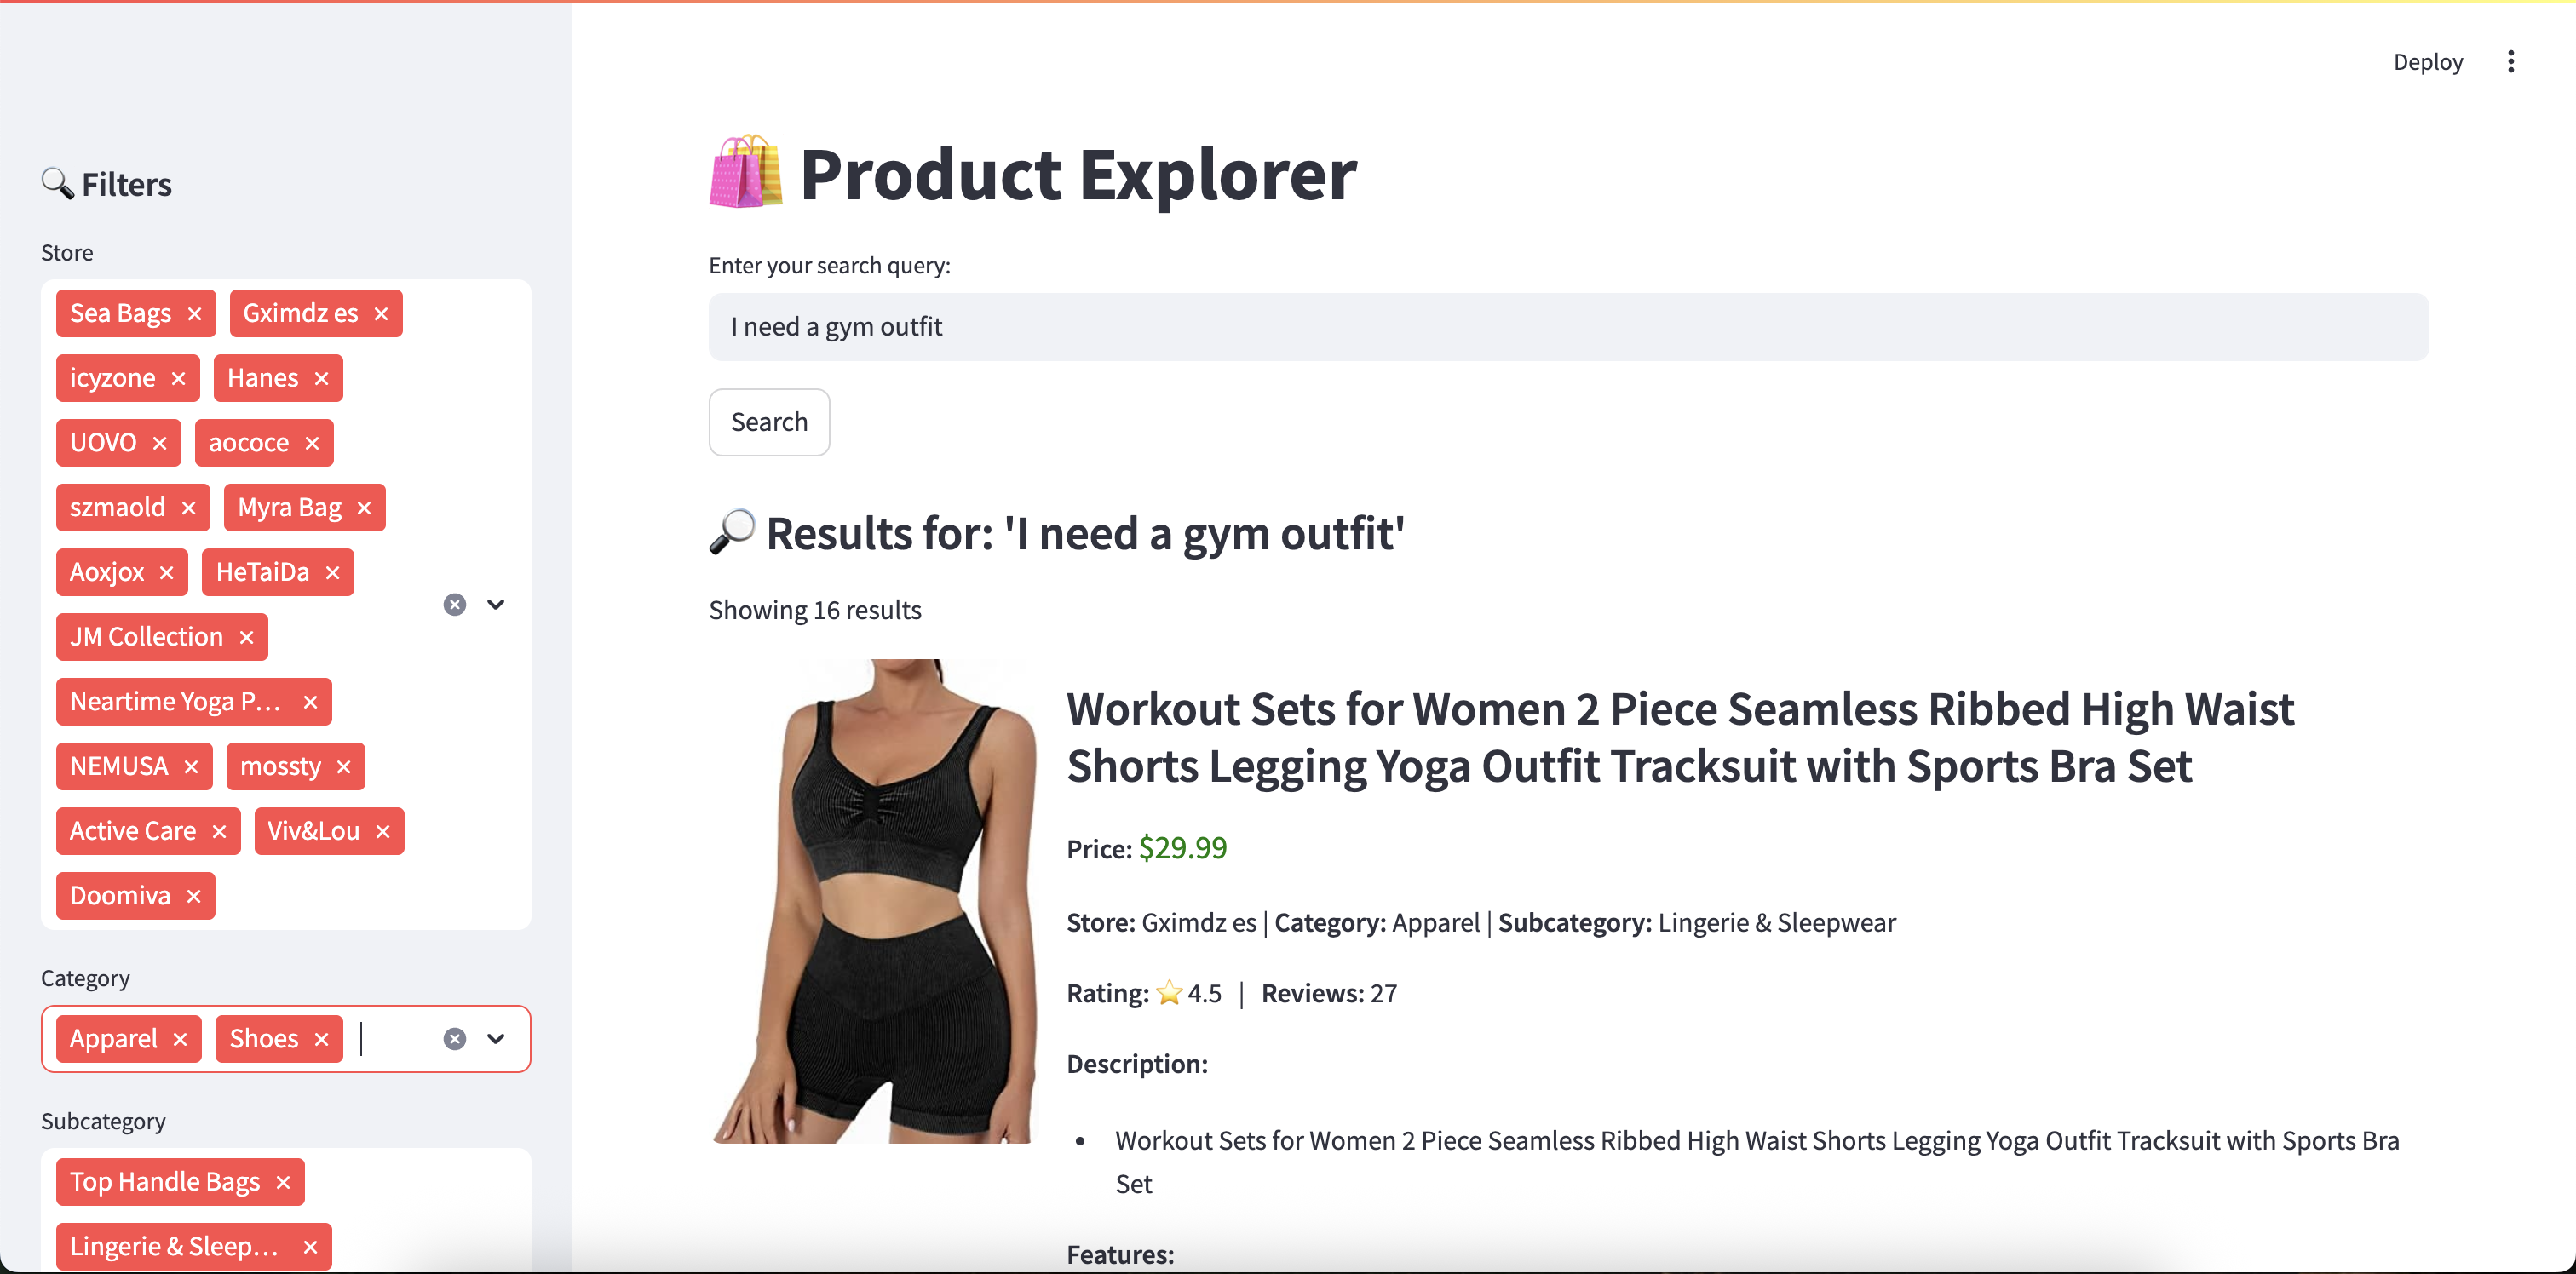 Deploy
Filters
Store
Sea Bags × Gximdz es ×
icyzone × Hanes ×
UOVO × aococe ×
szmaold × Myra Bag ×
Aoxjox × HeTaiDa ×
JM Collection ×
Neartime Yoga P... ×
NEMUSA × mossty ×
Active Care × Viv&Lou ×
Doomiva ×
Category
Apparel × Shoes ×
Subcategory
Top Handle Bags ×
Lingerie & Sleep... ×
Product Explorer
Enter your search query:
I need a gym outfit
Search
Results for: 'I need a gym outfit'
Showing 16 results
Workout Sets for Women 2 Piece Seamless Ribbed High Waist
Shorts Legging Yoga Outfit Tracksuit with Sports Bra Set
Price: $29.99
Store: Gximdz es | Category: Apparel | Subcategory: Lingerie & Sleepwear
Rating: ⭐ 4.5 | Reviews: 27
Description:
• Workout Sets for Women 2 Piece Seamless Ribbed High Waist Shorts Legging Yoga Outfit Tracksuit with Sports Bra
Set
Features: